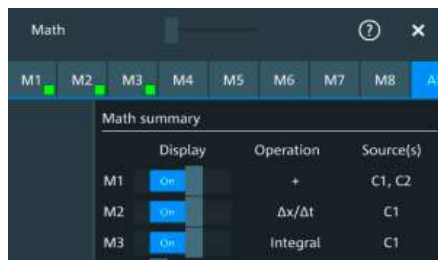 Math ? ×
M1 M2 M3 M4 M5 M6 M7 M8 A
Math summary
Display Operation Source(s)
M1 On + C1, C2
M2 On Δx/Δt C1
M3 On Integral C1